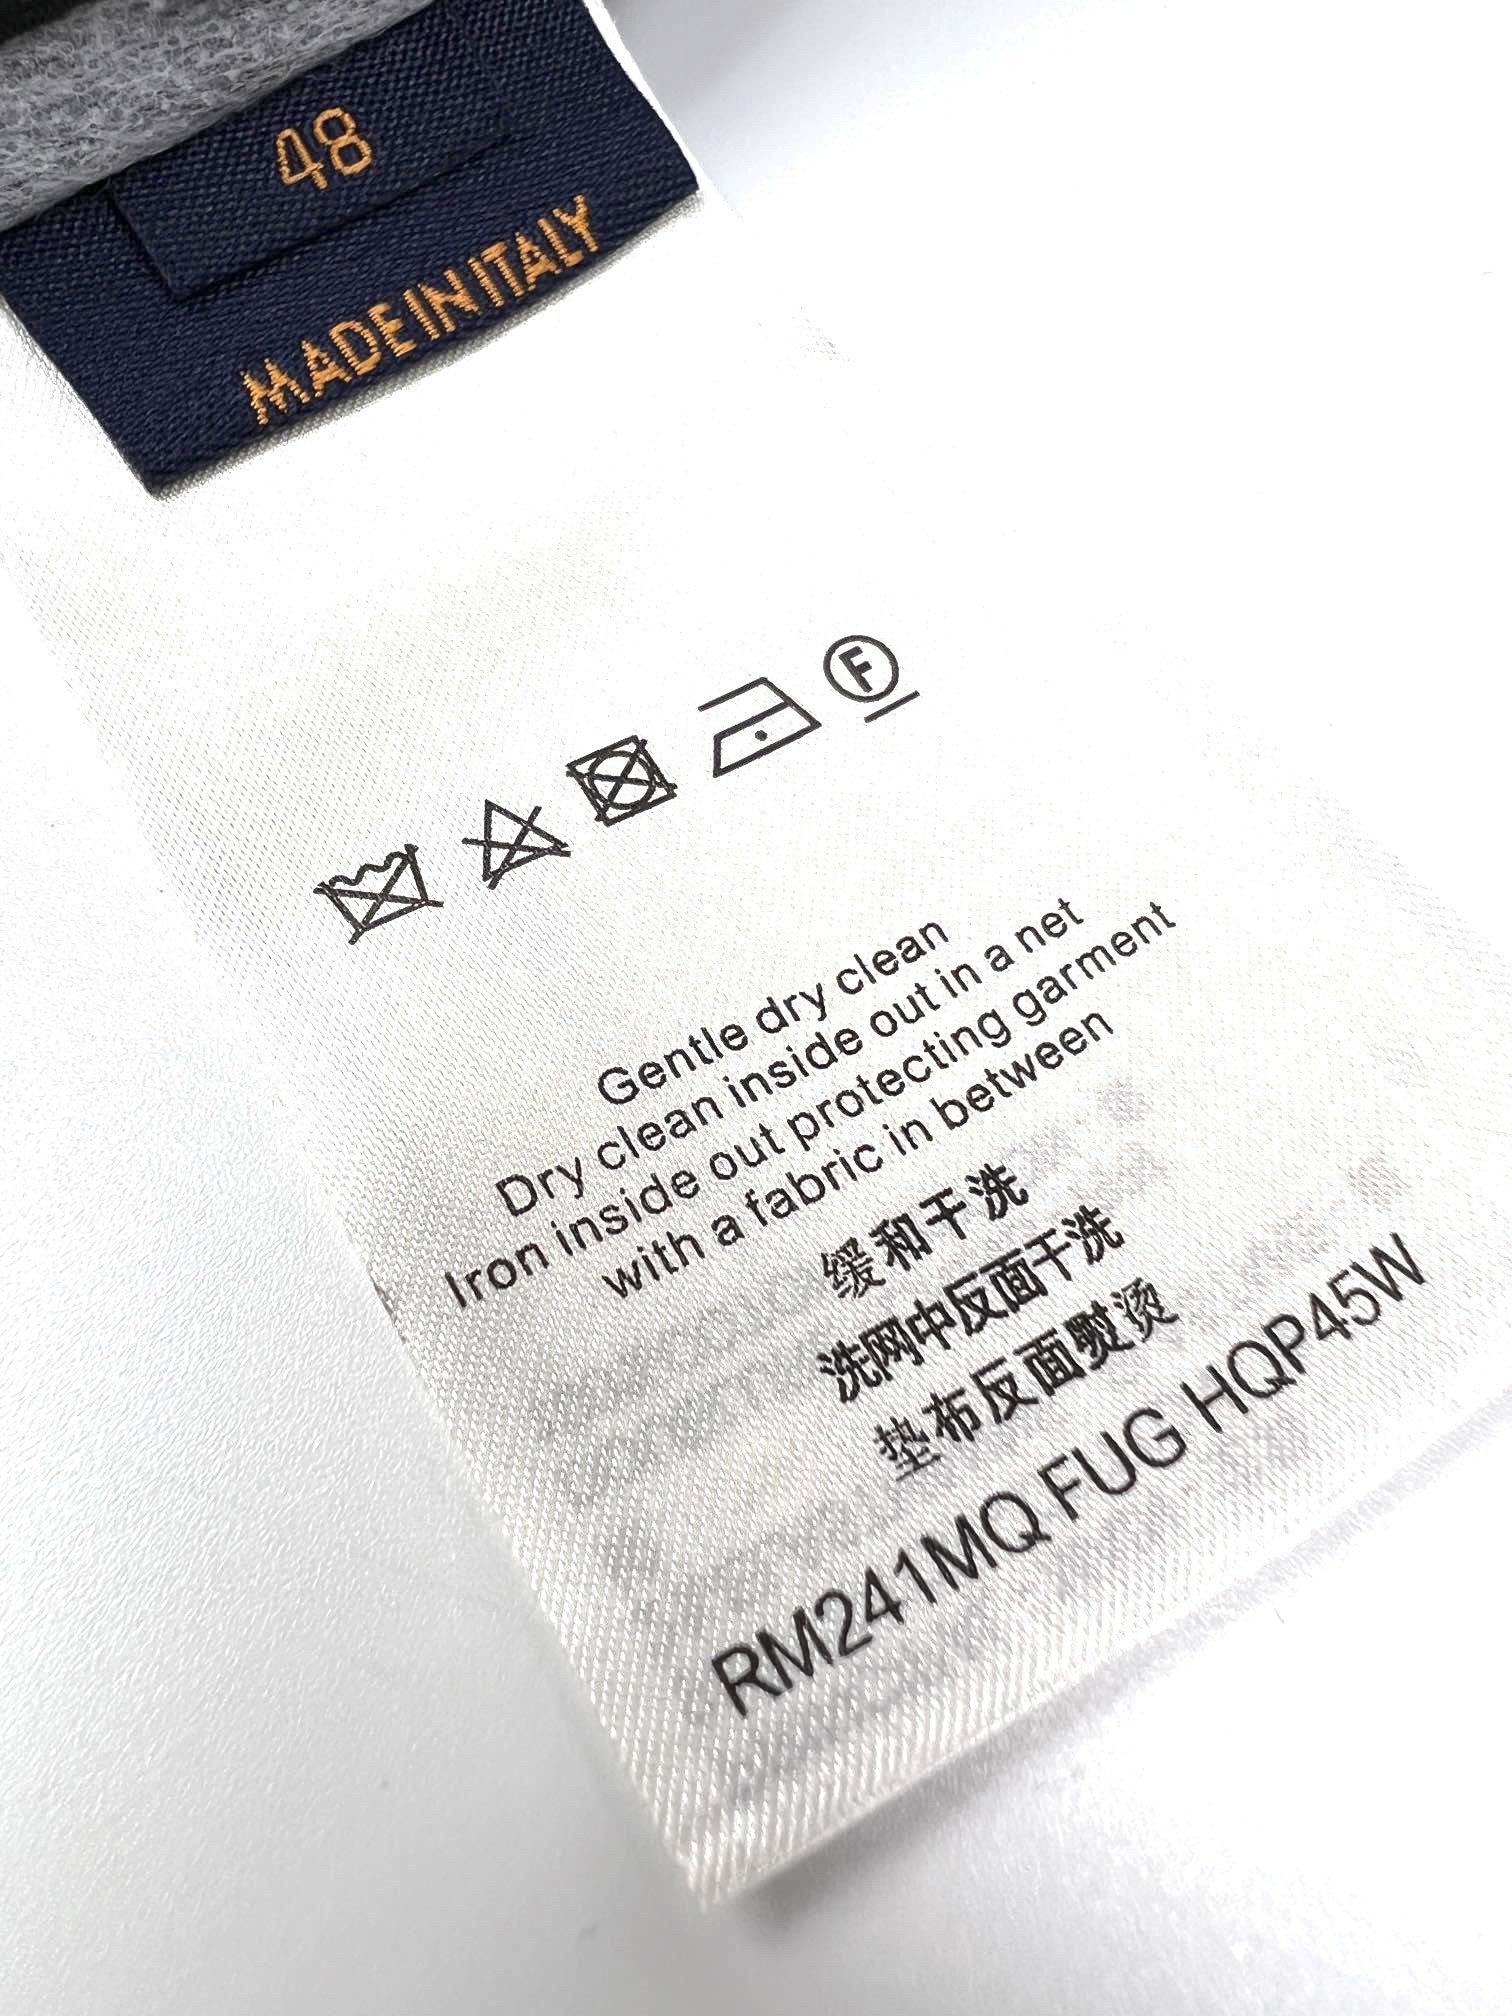 48
MADE IN ITALY
F
Gentle dry clean
Dry clean inside out in a net
Iron inside out protecting garment
with a fabric in between
缓和干洗
洗网中反面干洗
垫布反面熨烫
RM241MQ FUG HQP45W